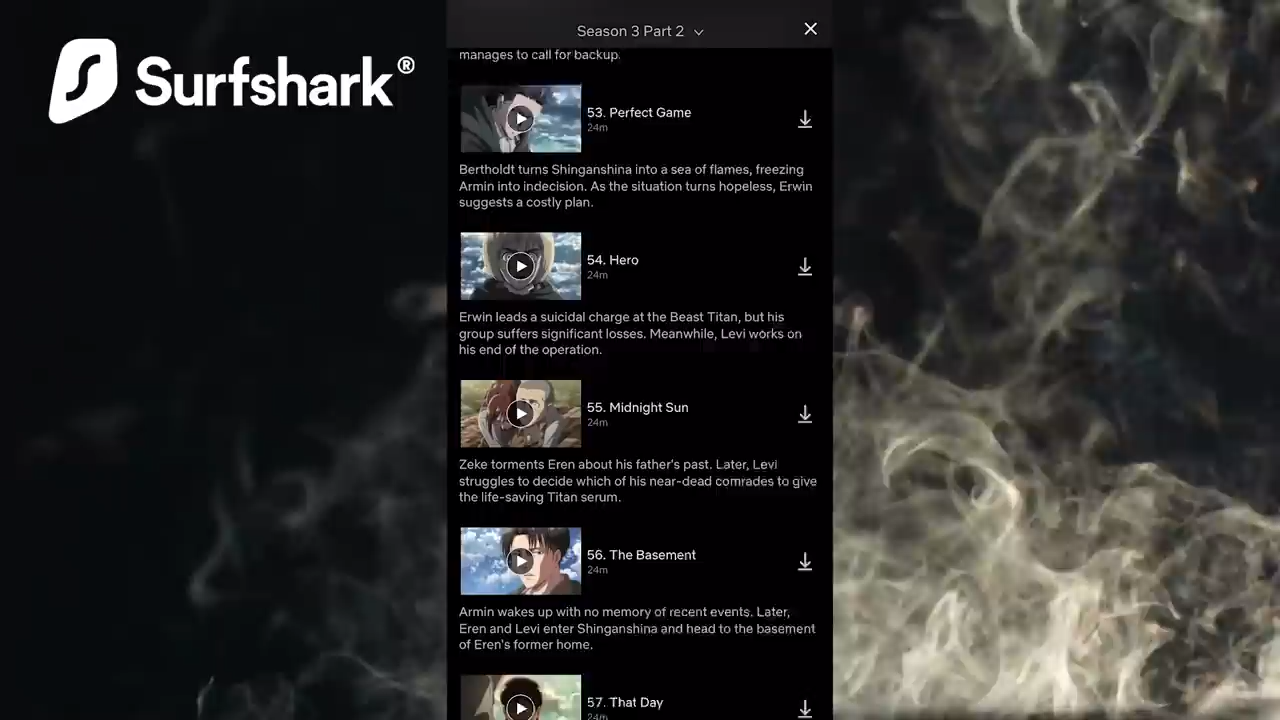 Surfshark®
Season 3 Part 2
manages to call for backup.
53. Perfect Game
24m
Bertholdt turns Shinganshina into a sea of flames, freezing
Armin into indecision. As the situation turns hopeless, Erwin
suggests a costly plan.
54. Hero
24m
Erwin leads a suicidal charge at the Beast Titan, but his
group suffers significant losses. Meanwhile, Levi works on
his end of the operation.
55. Midnight Sun
24m
Zeke torments Eren about his father's past. Later, Levi
struggles to decide which of his near-dead comrades to give
the life-saving Titan serum.
56. The Basement
24m
Armin wakes up with no memory of recent events. Later,
Eren and Levi enter Shinganshina and head to the basement
of Eren's former home.
57. That Day
24m